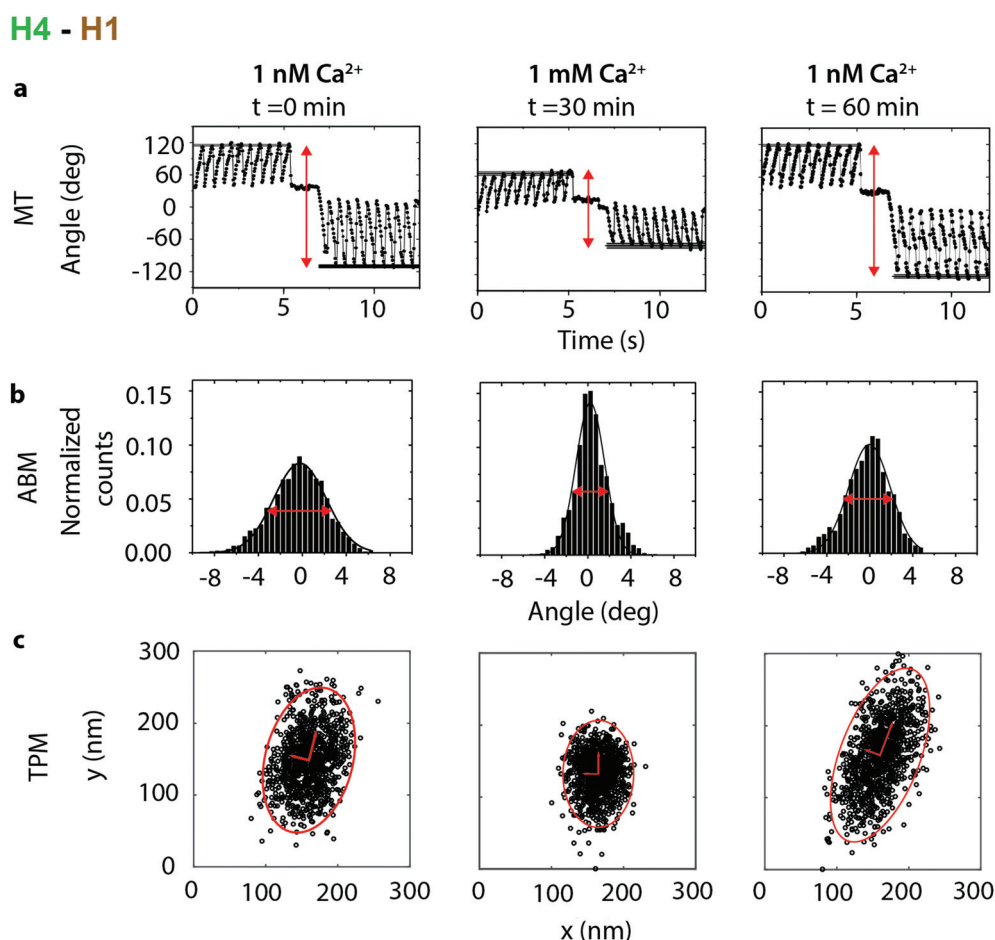 H4 - H1
1 nM Ca²⁺ 1 mM Ca²⁺ 1 nM Ca²⁺
a t =0 min t=30 min t = 60 min
MT
Angle (deg)
120
60
0
-60
-120
0 5 10 0 5 10 0 5 10
Time (s)
b
ABM
Normalized
counts
0.15
0.10
0.05
0.00
-8 -4 0 4 8 -8 -4 0 4 8 -8 -4 0 4 8
Angle (deg)
c
TPM
y (nm)
300
200
100
0
0 100 200 300 0 100 200 300 0 100 200 300
x (nm)